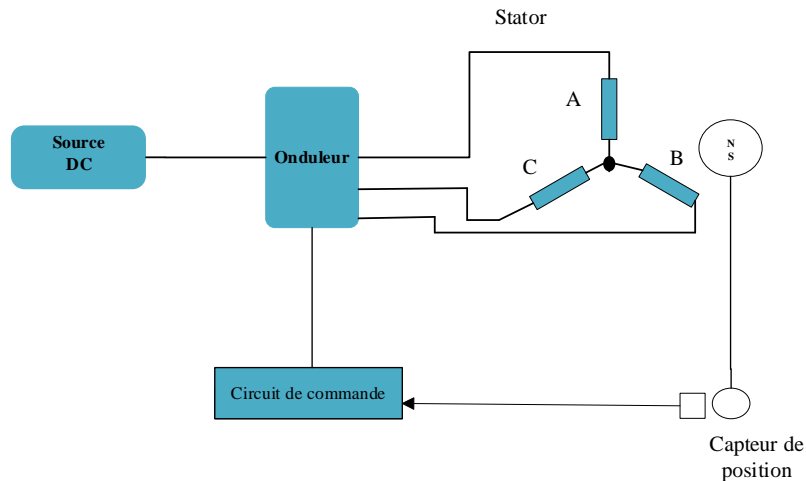 Stator
A
Source
DC
Onduleur
N
S
C
B
Circuit de commande
Capteur de
position